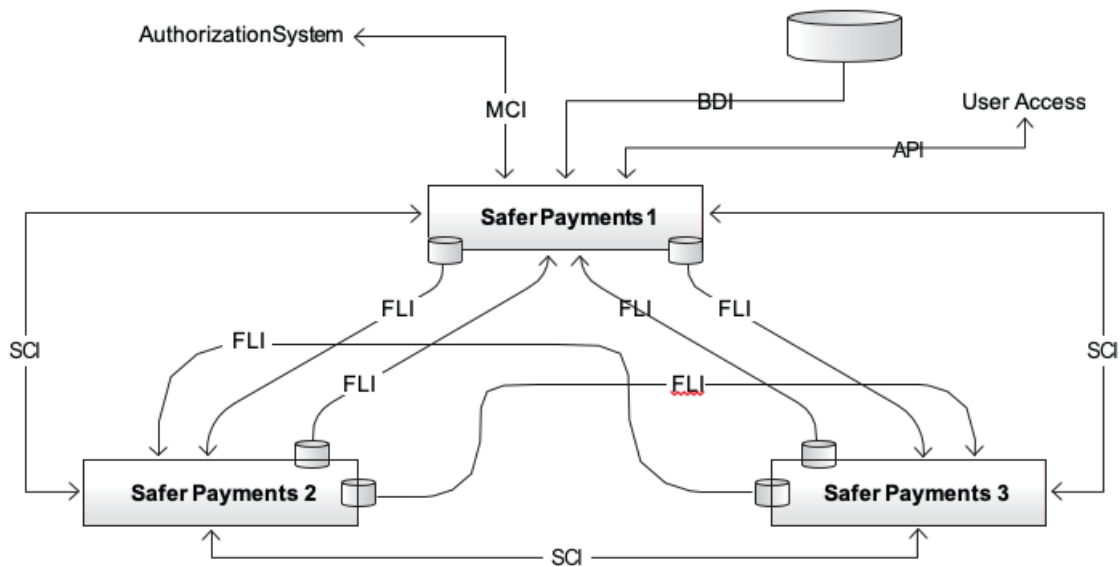 AuthorizationSystem
MCI
BDI
User Access
API
Safer Payments 1
FLI
FLI
FLI
SCI
FLI
SCI
FLI
FLI
Safer Payments 2
Safer Payments 3
SCI